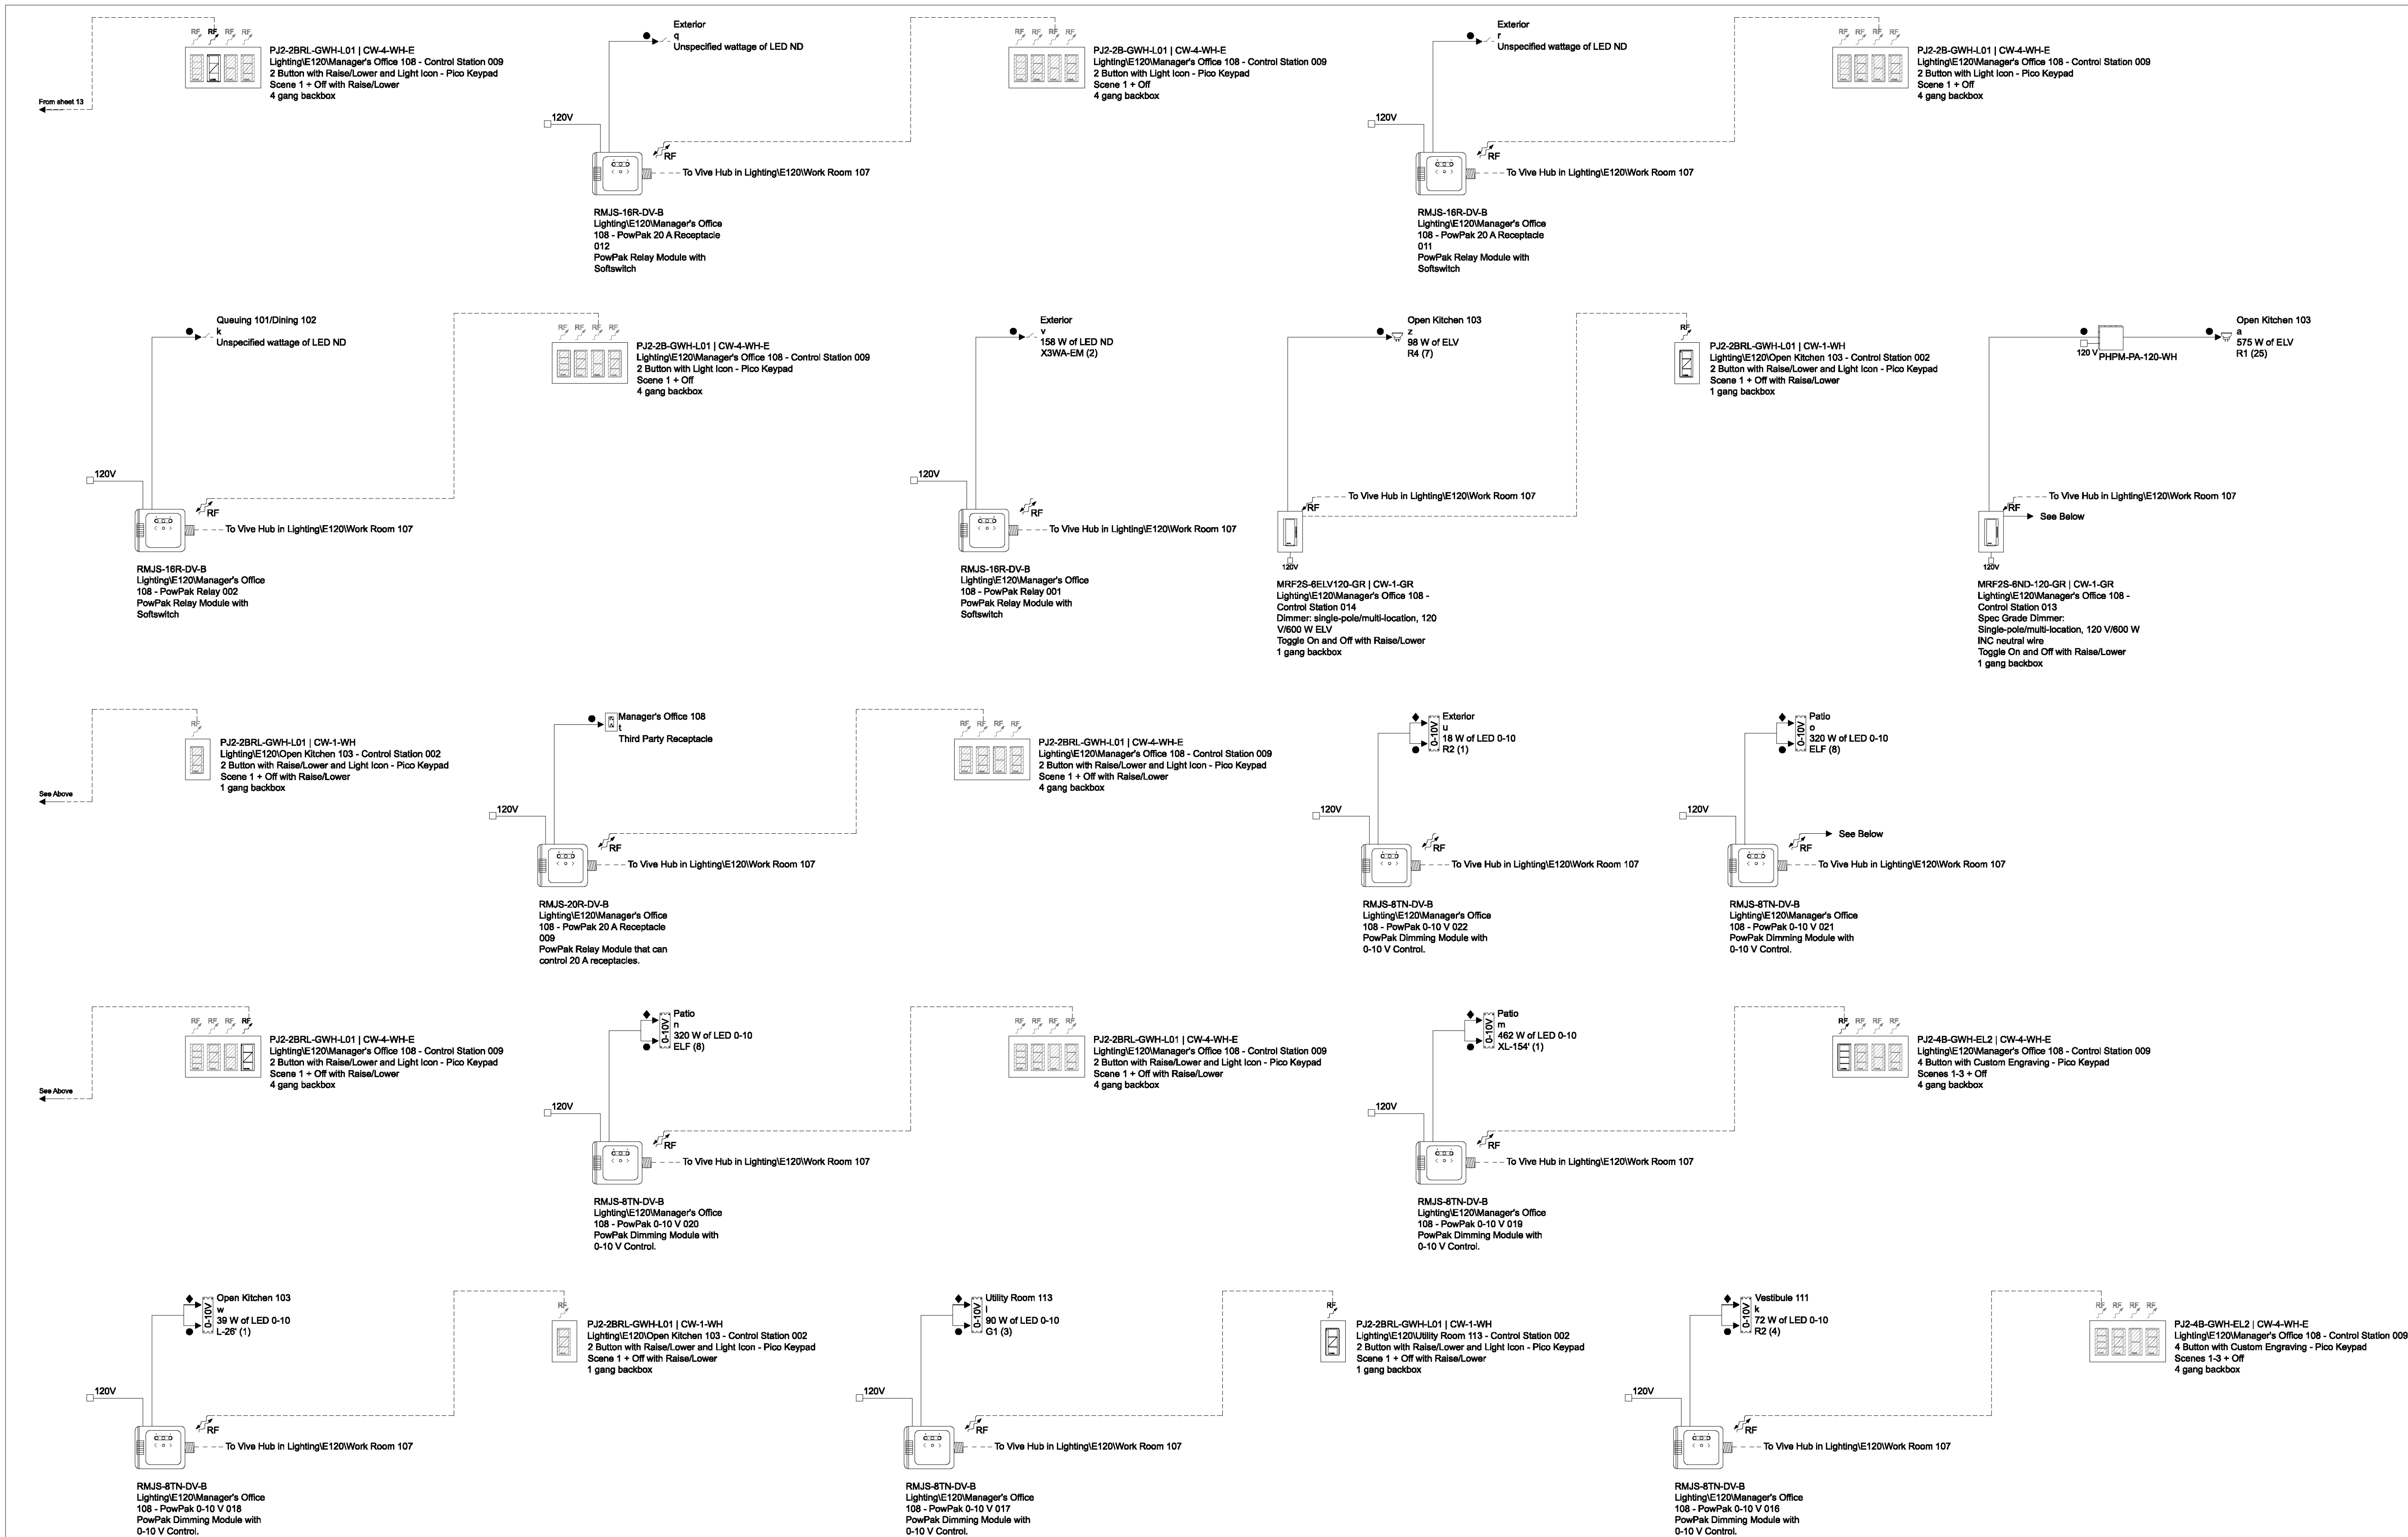 From sheet 13
RF RF RF RF
PJ2-2BRL-GWH-L01 | CW-4-WH-E
Lighting\E120\Manager's Office 108 - Control Station 009
2 Button with Raise/Lower and Light Icon - Pico Keypad
Scene 1 + Off with Raise/Lower
4 gang backbox
Exterior
q
Unspecified wattage of LED ND
120V
RF
To Vive Hub in Lighting\E120\Work Room 107
RMJS-16R-DV-B
Lighting\E120\Manager's Office
108 - PowPak 20 A Receptacle
012
PowPak Relay Module with
Softswitch
RF RF RF RF
PJ2-2B-GWH-L01 | CW-4-WH-E
Lighting\E120\Manager's Office 108 - Control Station 009
2 Button with Light Icon - Pico Keypad
Scene 1 + Off
4 gang backbox
Exterior
r
Unspecified wattage of LED ND
120V
RF
To Vive Hub in Lighting\E120\Work Room 107
RMJS-16R-DV-B
Lighting\E120\Manager's Office
108 - PowPak 20 A Receptacle
011
PowPak Relay Module with
Softswitch
RF RF RF RF
PJ2-2B-GWH-L01 | CW-4-WH-E
Lighting\E120\Manager's Office 108 - Control Station 009
2 Button with Light Icon - Pico Keypad
Scene 1 + Off
4 gang backbox
Queuing 101/Dining 102
k
Unspecified wattage of LED ND
120V
RF
To Vive Hub in Lighting\E120\Work Room 107
RMJS-16R-DV-B
Lighting\E120\Manager's Office
108 - PowPak Relay 002
PowPak Relay Module with
Softswitch
RF RF RF RF
PJ2-2B-GWH-L01 | CW-4-WH-E
Lighting\E120\Manager's Office 108 - Control Station 009
2 Button with Light Icon - Pico Keypad
Scene 1 + Off
4 gang backbox
Exterior
v
158 W of LED ND
X3WA-EM (2)
120V
RF
To Vive Hub in Lighting\E120\Work Room 107
RMJS-16R-DV-B
Lighting\E120\Manager's Office
108 - PowPak Relay 001
PowPak Relay Module with
Softswitch
Open Kitchen 103
z
98 W of ELV
R4 (7)
To Vive Hub in Lighting\E120\Work Room 107
RF
120V
MRF2S-6ELV120-GR | CW-1-GR
Lighting\E120\Manager's Office 108 -
Control Station 014
Dimmer: single-pole/multi-location, 120
V/600 W ELV
Toggle On and Off with Raise/Lower
1 gang backbox
RF
PJ2-2BRL-GWH-L01 | CW-1-WH
Lighting\E120\Open Kitchen 103 - Control Station 002
2 Button with Raise/Lower and Light Icon - Pico Keypad
Scene 1 + Off with Raise/Lower
1 gang backbox
120 V
PHPM-PA-120-WH
Open Kitchen 103
a
575 W of ELV
R1 (25)
To Vive Hub in Lighting\E120\Work Room 107
RF
See Below
120V
MRF2S-6ND-120-GR | CW-1-GR
Lighting\E120\Manager's Office 108 -
Control Station 013
Spec Grade Dimmer:
Single-pole/multi-location, 120 V/600 W
INC neutral wire
Toggle On and Off with Raise/Lower
1 gang backbox
See Above
RF
PJ2-2BRL-GWH-L01 | CW-1-WH
Lighting\E120\Open Kitchen 103 - Control Station 002
2 Button with Raise/Lower and Light Icon - Pico Keypad
Scene 1 + Off with Raise/Lower
1 gang backbox
Manager's Office 108
t
Third Party Receptacle
120V
RF
To Vive Hub in Lighting\E120\Work Room 107
RMJS-20R-DV-B
Lighting\E120\Manager's Office
108 - PowPak 20 A Receptacle
009
PowPak Relay Module that can
control 20 A receptacles.
RF RF RF RF
PJ2-2BRL-GWH-L01 | CW-4-WH-E
Lighting\E120\Manager's Office 108 - Control Station 009
2 Button with Raise/Lower and Light Icon - Pico Keypad
Scene 1 + Off with Raise/Lower
4 gang backbox
0-10V
Exterior
u
18 W of LED 0-10
R2 (1)
120V
RF
To Vive Hub in Lighting\E120\Work Room 107
RMJS-8TN-DV-B
Lighting\E120\Manager's Office
108 - PowPak 0-10 V 022
PowPak Dimming Module with
0-10 V Control.
0-10V
Patio
o
320 W of LED 0-10
ELF (8)
120V
See Below
RF
To Vive Hub in Lighting\E120\Work Room 107
RMJS-8TN-DV-B
Lighting\E120\Manager's Office
108 - PowPak 0-10 V 021
PowPak Dimming Module with
0-10 V Control.
See Above
RF RF RF RF
PJ2-2BRL-GWH-L01 | CW-4-WH-E
Lighting\E120\Manager's Office 108 - Control Station 009
2 Button with Raise/Lower and Light Icon - Pico Keypad
Scene 1 + Off with Raise/Lower
4 gang backbox
0-10V
Patio
n
320 W of LED 0-10
ELF (8)
120V
RF
To Vive Hub in Lighting\E120\Work Room 107
RMJS-8TN-DV-B
Lighting\E120\Manager's Office
108 - PowPak 0-10 V 020
PowPak Dimming Module with
0-10 V Control.
RF RF RF RF
PJ2-2BRL-GWH-L01 | CW-4-WH-E
Lighting\E120\Manager's Office 108 - Control Station 009
2 Button with Raise/Lower and Light Icon - Pico Keypad
Scene 1 + Off with Raise/Lower
4 gang backbox
0-10V
Patio
m
462 W of LED 0-10
XL-154' (1)
120V
RF
To Vive Hub in Lighting\E120\Work Room 107
RMJS-8TN-DV-B
Lighting\E120\Manager's Office
108 - PowPak 0-10 V 019
PowPak Dimming Module with
0-10 V Control.
RF RF RF RF
PJ2-4B-GWH-EL2 | CW-4-WH-E
Lighting\E120\Manager's Office 108 - Control Station 009
4 Button with Custom Engraving - Pico Keypad
Scenes 1-3 + Off
4 gang backbox
0-10V
Open Kitchen 103
w
39 W of LED 0-10
L-26' (1)
120V
RF
To Vive Hub in Lighting\E120\Work Room 107
RMJS-8TN-DV-B
Lighting\E120\Manager's Office
108 - PowPak 0-10 V 018
PowPak Dimming Module with
0-10 V Control.
RF
PJ2-2BRL-GWH-L01 | CW-1-WH
Lighting\E120\Open Kitchen 103 - Control Station 002
2 Button with Raise/Lower and Light Icon - Pico Keypad
Scene 1 + Off with Raise/Lower
1 gang backbox
0-10V
Utility Room 113
l
90 W of LED 0-10
G1 (3)
120V
RF
To Vive Hub in Lighting\E120\Work Room 107
RMJS-8TN-DV-B
Lighting\E120\Manager's Office
108 - PowPak 0-10 V 017
PowPak Dimming Module with
0-10 V Control.
RF
PJ2-2BRL-GWH-L01 | CW-1-WH
Lighting\E120\Utility Room 113 - Control Station 002
2 Button with Raise/Lower and Light Icon - Pico Keypad
Scene 1 + Off with Raise/Lower
1 gang backbox
0-10V
Vestibule 111
k
72 W of LED 0-10
R2 (4)
120V
RF
To Vive Hub in Lighting\E120\Work Room 107
RMJS-8TN-DV-B
Lighting\E120\Manager's Office
108 - PowPak 0-10 V 016
PowPak Dimming Module with
0-10 V Control.
RF RF RF RF
PJ2-4B-GWH-EL2 | CW-4-WH-E
Lighting\E120\Manager's Office 108 - Control Station 009
4 Button with Custom Engraving - Pico Keypad
Scenes 1-3 + Off
4 gang backbox